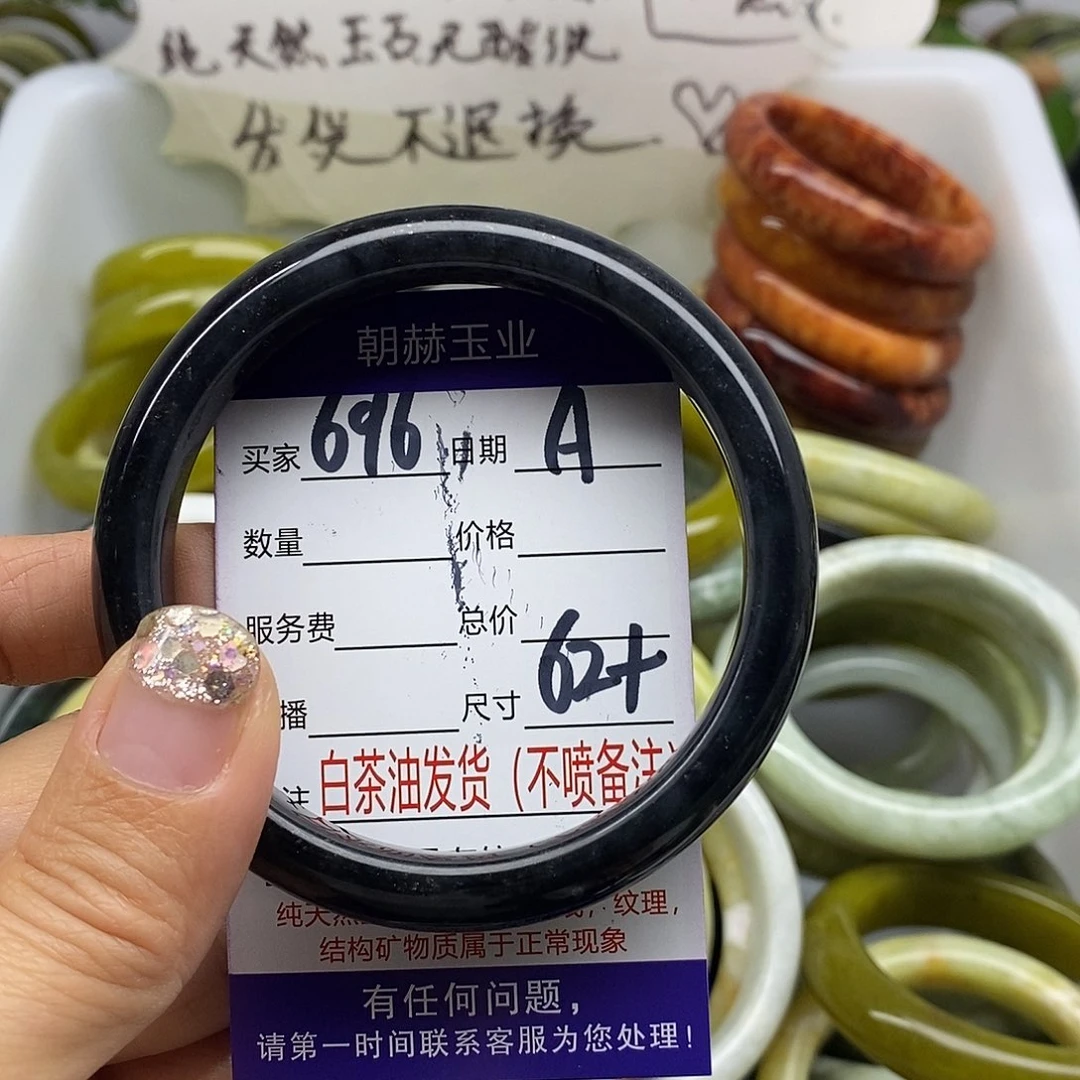 纯天然玉石无酸洗
售出不退换
朝赫玉业
买家 696 日期 A
数量 价格
服务费 总价
播 尺寸 62+
注 白茶油发货（不喷备注）
纯天然 纹理，
结构矿物质属于正常现象
有任何问题，
请第一时间联系客服为您处理！